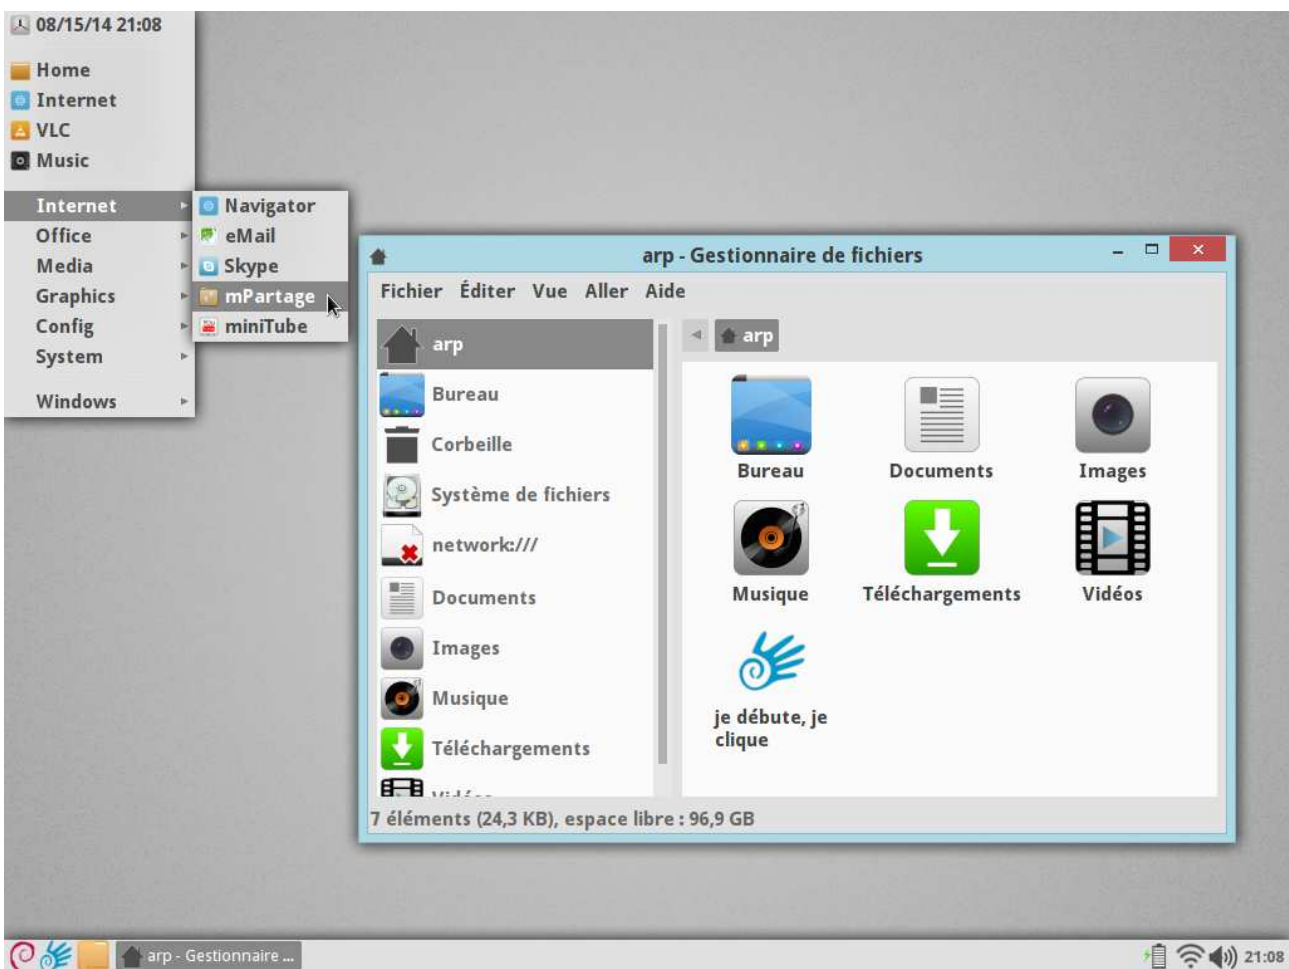 08/15/14 21:08
Home
Internet
VLC
Music
Internet
Office
Media
Graphics
Config
System
Windows
Navigator
eMail
Skype
mPartage
miniTube
arp - Gestionnaire de fichiers
Fichier Éditer Vue Aller Aide
arp
Bureau
Corbeille
Système de fichiers
network:///
Documents
Images
Musique
Téléchargements
Vidéos
arp
Bureau Documents Images
Musique Téléchargements Vidéos
je débute, je
clique
7 éléments (24,3 KB), espace libre : 96,9 GB
arp - Gestionnaire ...
21:08